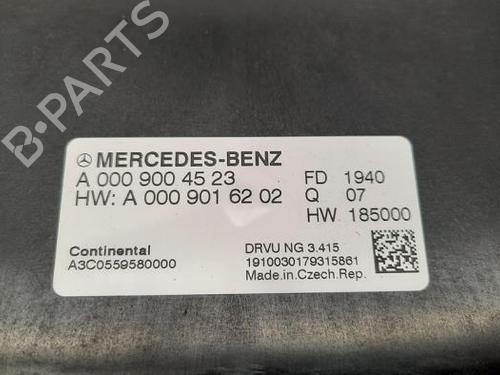 MERCEDES-BENZ
A 000 900 45 23
HW: A 000 901 62 02
FD 1940
Q 07
HW 185000
Continental
A3C0559580000
DRVU NG 3.415
1910030179315861
Made.in.Czech.Rep.
B-PARTS